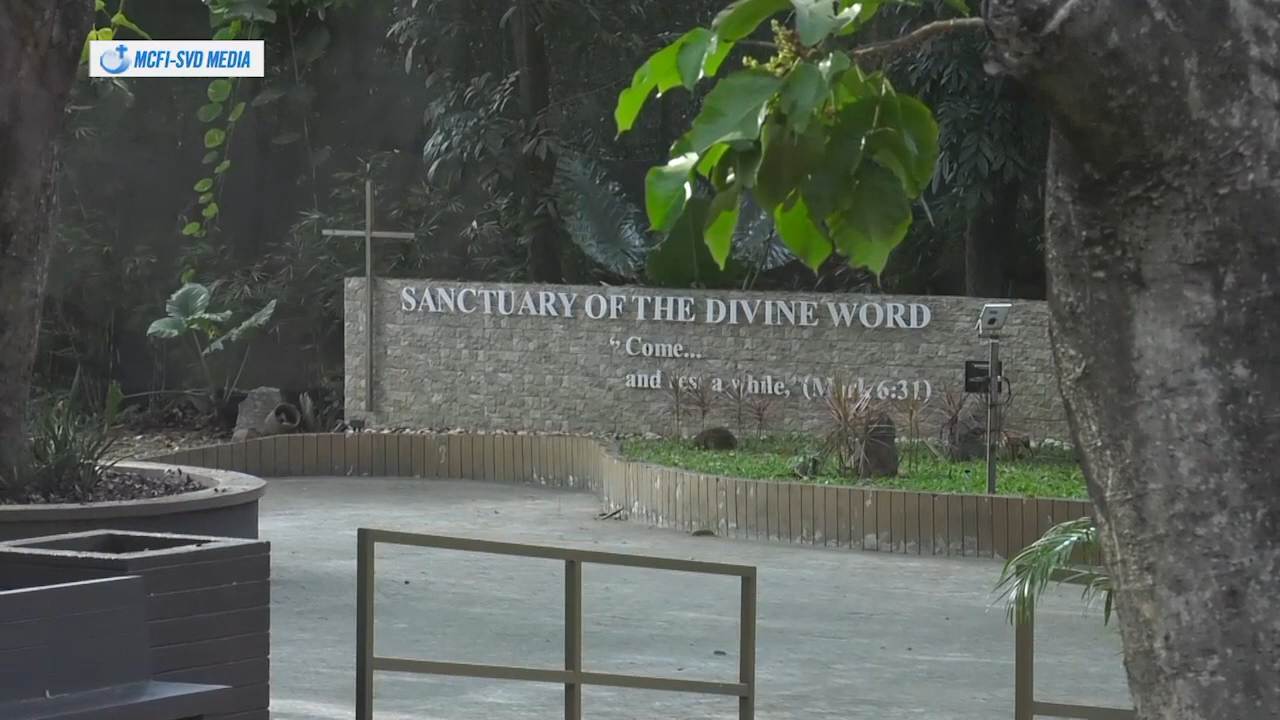 MCFI-SVD MEDIA
SANCTUARY OF THE DIVINE WORD
" Come...
and rest a while," (Mark 6:31)